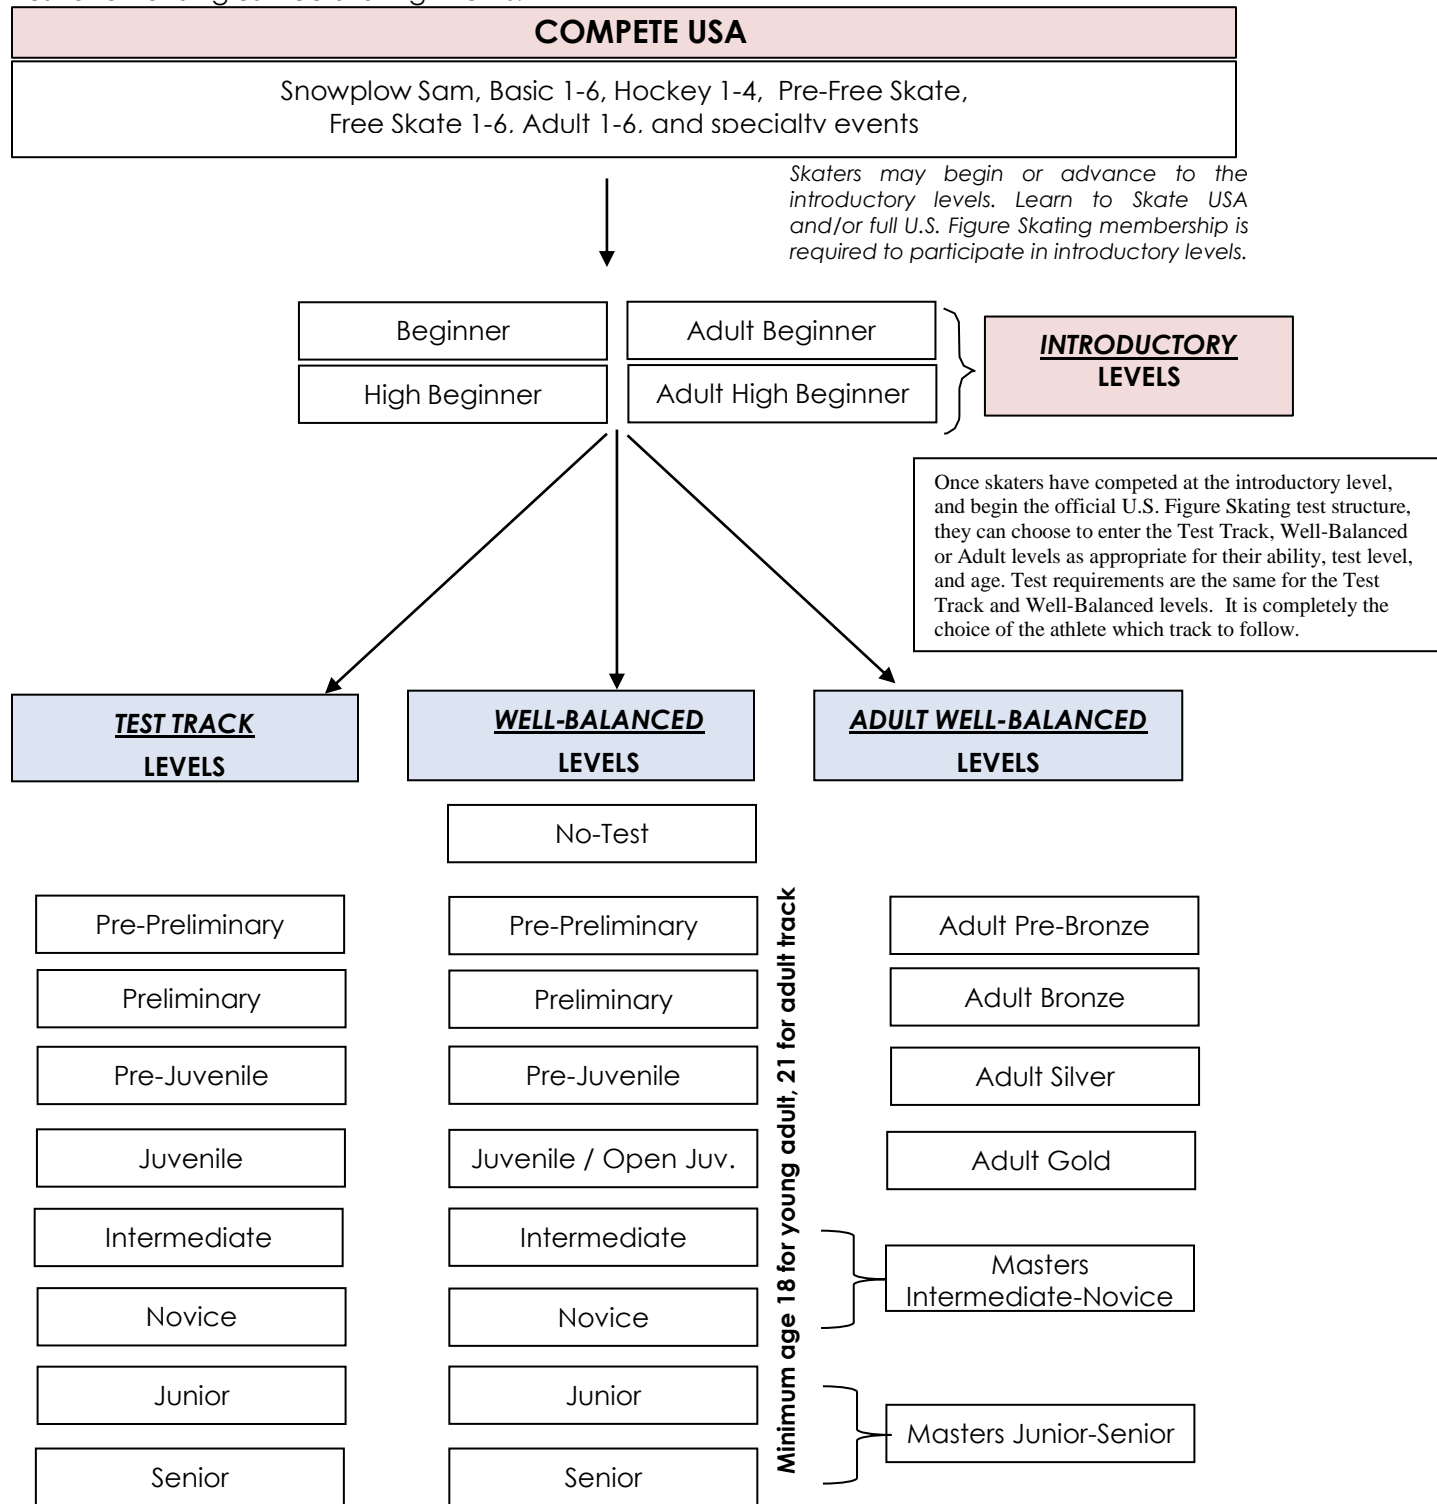 COMPETE USA
Snowplow Sam, Basic 1-6, Hockey 1-4, Pre-Free Skate,
Free Skate 1-6, Adult 1-6, and specialty events
Skaters may begin or advance to the
introductory levels. Learn to Skate USA
and/or full U.S. Figure Skating membership is
required to participate in introductory levels.
Beginner
Adult Beginner
High Beginner
Adult High Beginner
INTRODUCTORY
LEVELS
Once skaters have competed at the introductory level,
and begin the official U.S. Figure Skating test structure,
they can choose to enter the Test Track, Well-Balanced
or Adult levels as appropriate for their ability, test level,
and age. Test requirements are the same for the Test
Track and Well-Balanced levels. It is completely the
choice of the athlete which track to follow.
TEST TRACK
LEVELS
WELL-BALANCED
LEVELS
ADULT WELL-BALANCED
LEVELS
No-Test
Pre-Preliminary
Pre-Preliminary
Adult Pre-Bronze
Preliminary
Preliminary
Adult Bronze
Pre-Juvenile
Pre-Juvenile
Adult Silver
Juvenile
Juvenile / Open Juv.
Adult Gold
Intermediate
Intermediate
Masters
Intermediate-Novice
Novice
Novice
Junior
Junior
Masters Junior-Senior
Senior
Senior
Minimum age 18 for young adult, 21 for adult track